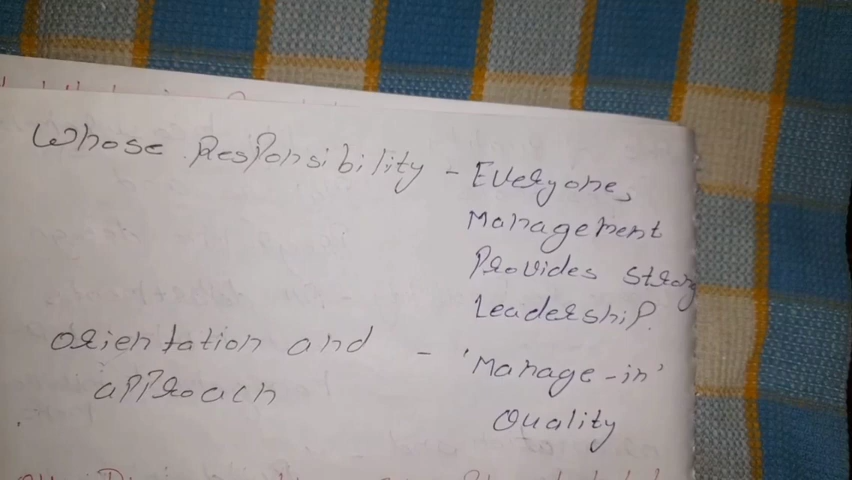 Whose Responsibility - Everyone,
Management
Provides strong
Leadership.
orientation and - 'Manage-in'
approach
Quality